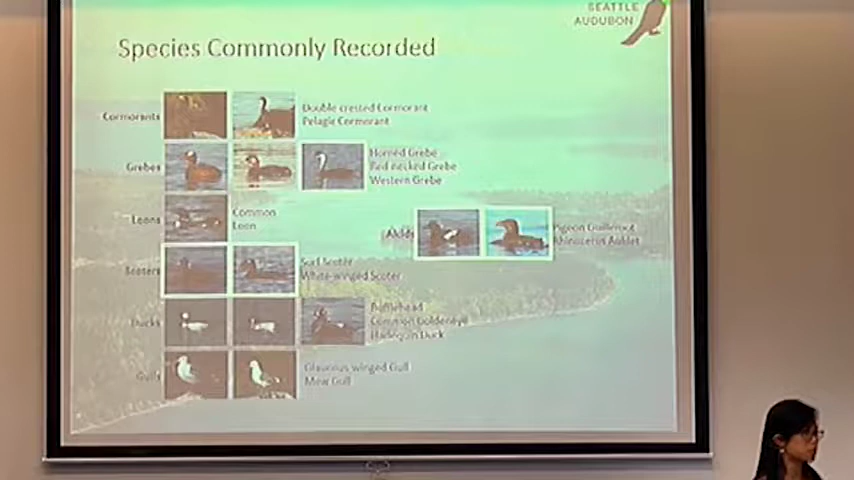 SEATTLE
AUDUBON
Species Commonly Recorded
Cormorants
Double crested Cormorant
Pelagic Cormorant
Grebes
Horned Grebe
Red necked Grebe
Western Grebe
Loons
Common
Loon
Alcids
Pigeon Guillemot
Rhinoceros Auklet
Scoters
Surf Scoter
White-winged Scoter
Ducks
Bufflehead
Common Goldeneye
Harlequin Duck
Gulls
Glaucous winged Gull
Mew Gull